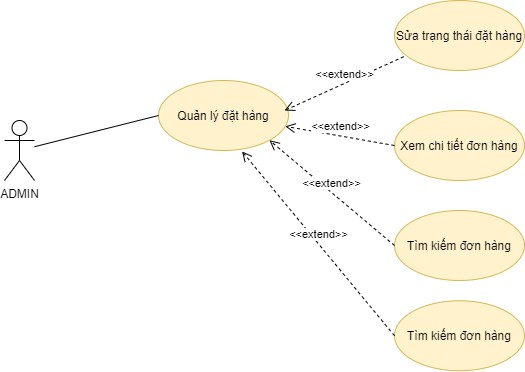 Sửa trạng thái đặt hàng
<<extend>>
Quản lý đặt hàng
<<extend>>
Xem chi tiết đơn hàng
ADMIN
<<extend>>
<<extend>>
Tìm kiếm đơn hàng
Tìm kiếm đơn hàng